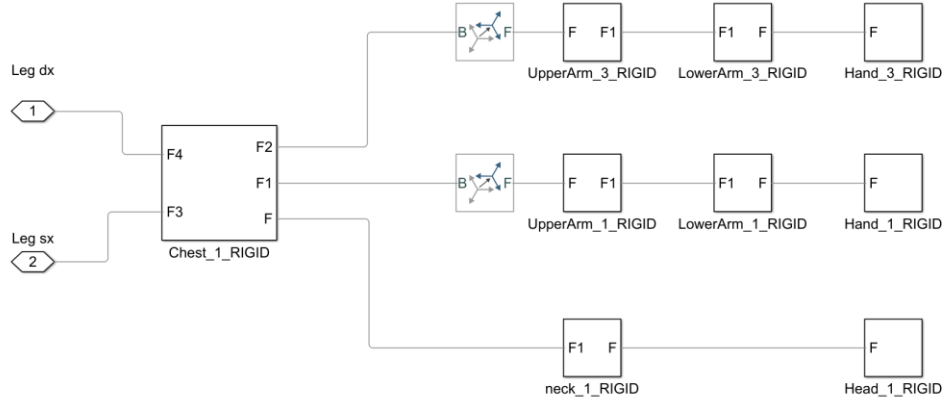 B F
F F1
F1 F
F
UpperArm_3_RIGID
LowerArm_3_RIGID
Hand_3_RIGID
Leg dx
1
F4
F2
F1
F3
F
Chest_1_RIGID
Leg sx
2
B F
F F1
F1 F
F
UpperArm_1_RIGID
LowerArm_1_RIGID
Hand_1_RIGID
F1 F
F
neck_1_RIGID
Head_1_RIGID